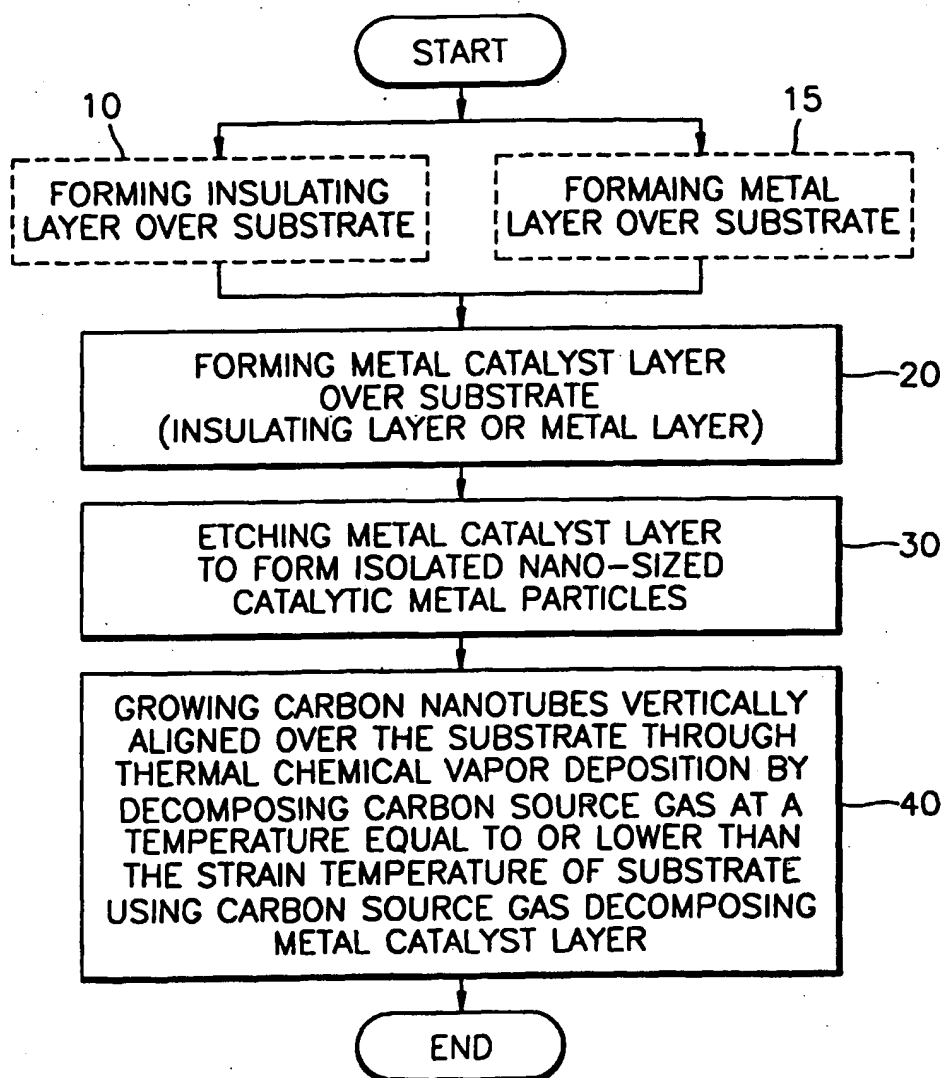 START
10
15
FORMING INSULATING
LAYER OVER SUBSTRATE
FORMAING METAL
LAYER OVER SUBSTRATE
FORMING METAL CATALYST LAYER
OVER SUBSTRATE
(INSULATING LAYER OR METAL LAYER)
20
ETCHING METAL CATALYST LAYER
TO FORM ISOLATED NANO-SIZED
CATALYTIC METAL PARTICLES
30
GROWING CARBON NANOTUBES VERTICALLY
ALIGNED OVER THE SUBSTRATE THROUGH
THERMAL CHEMICAL VAPOR DEPOSITION BY
DECOMPOSING CARBON SOURCE GAS AT A
TEMPERATURE EQUAL TO OR LOWER THAN
THE STRAIN TEMPERATURE OF SUBSTRATE
USING CARBON SOURCE GAS DECOMPOSING
METAL CATALYST LAYER
40
END